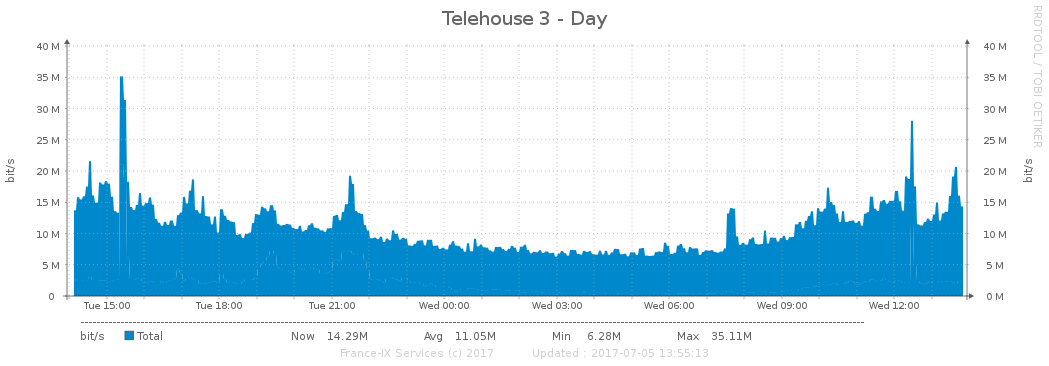 Telehouse 3 - Day
RRDTOOL / TOBI OETIKER
40 M 40 M
35 M 35 M
30 M 30 M
25 M 25 M
20 M 20 M
15 M 15 M
10 M 10 M
5 M 5 M
0 0 M
bit/s bit/s
Tue 15:00 Tue 18:00 Tue 21:00 Wed 00:00 Wed 03:00 Wed 06:00 Wed 09:00 Wed 12:00
bit/s Total Now 14.29M Avg 11.05M Min 6.28M Max 35.11M
France-IX Services (c) 2017 Updated : 2017-07-05 13:55:13